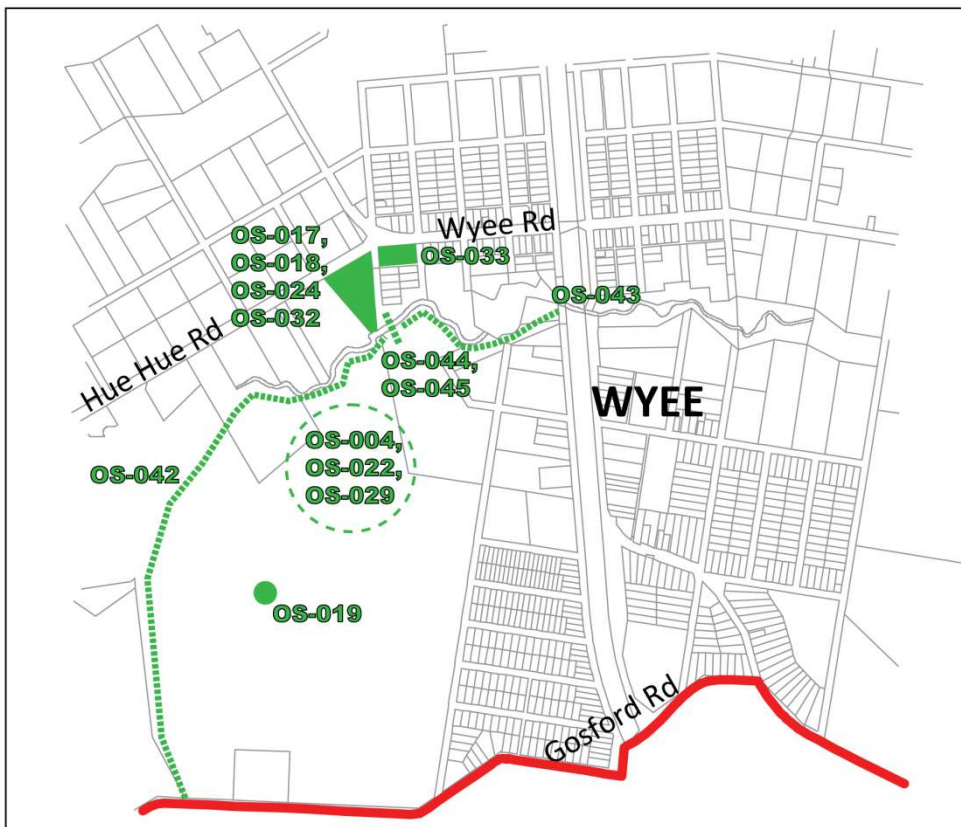 Wyee Rd
OS-017,
OS-018,
OS-024
OS-032
OS-033
OS-043
Hue Hue Rd
OS-044,
OS-045
WYEE
OS-004,
OS-022,
OS-029
OS-042
OS-019
Gosford Rd